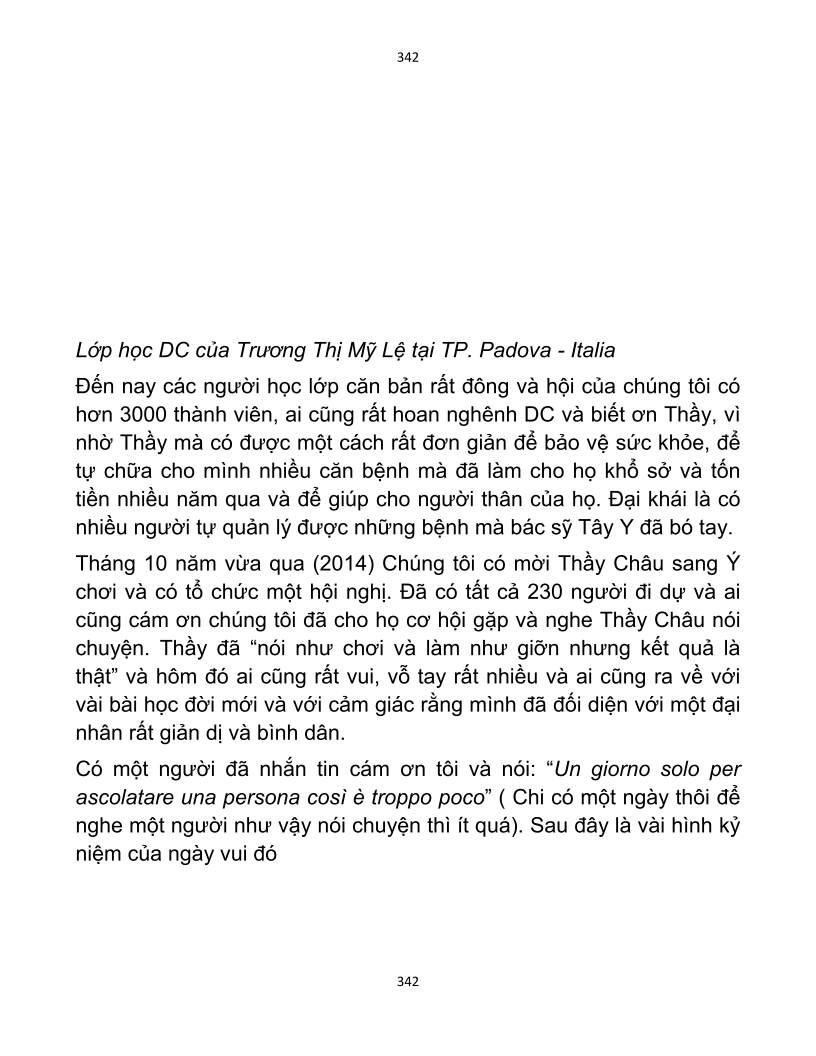 342
Lớp học DC của Trương Thị Mỹ Lệ tại TP. Padova - Italia
Đến nay các người học lớp căn bản rất đông và hội của chúng tôi có
hơn 3000 thành viên, ai cũng rất hoan nghênh DC và biết ơn Thầy, vì
nhờ Thầy mà có được một cách rất đơn giản để bảo vệ sức khỏe, để
tự chữa cho mình nhiều căn bệnh mà đã làm cho họ khổ sở và tốn
tiền nhiều năm qua và để giúp cho người thân của họ. Đại khái là có
nhiều người tự quản lý được những bệnh mà bác sỹ Tây Y đã bó tay.
Tháng 10 năm vừa qua (2014) Chúng tôi có mời Thầy Châu sang Ý
chơi và có tổ chức một hội nghị. Đã có tất cả 230 người đi dự và ai
cũng cám ơn chúng tôi đã cho họ cơ hội gặp và nghe Thầy Châu nói
chuyện. Thầy đã “nói như chơi và làm như giỡn nhưng kết quả là
thật” và hôm đó ai cũng rất vui, vỗ tay rất nhiều và ai cũng ra về với
vài bài học đời mới và với cảm giác rằng mình đã đối diện với một đại
nhân rất giản dị và bình dân.
Có một người đã nhắn tin cám ơn tôi và nói: “Un giorno solo per
ascolatare una persona così è troppo poco” ( Chi có một ngày thôi để
nghe một người như vậy nói chuyện thì ít quá). Sau đây là vài hình kỷ
niệm của ngày vui đó
342